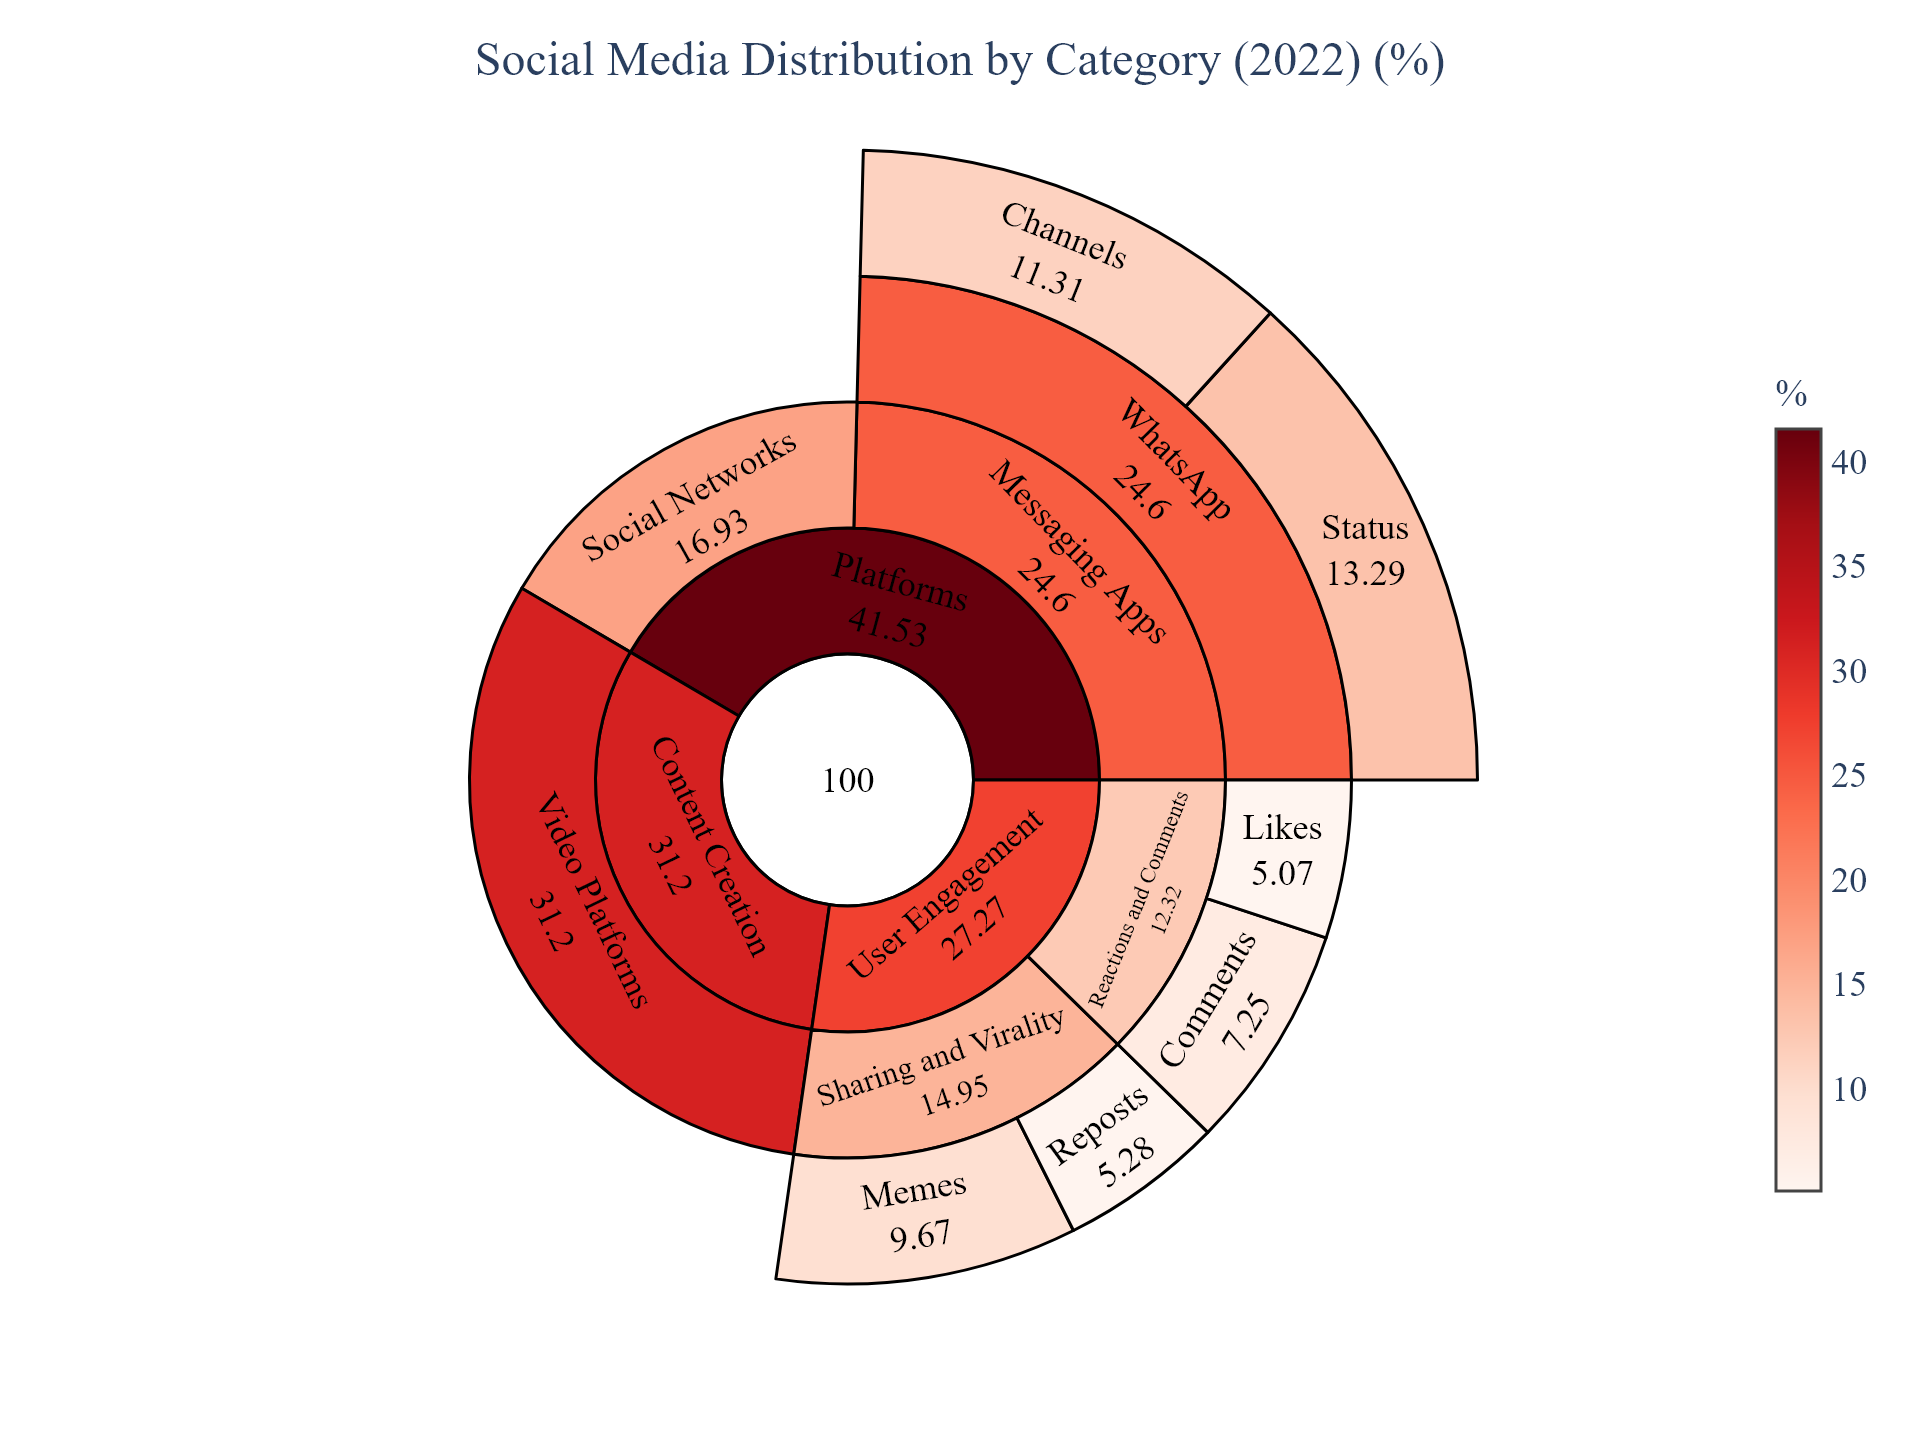 Social Media Distribution by Category (2022) (%)
Channels
11.31
WhatsApp
24.6
Status
13.29
Messaging Apps
24.6
Social Networks
16.93
Platforms
41.53
100
Content Creation
31.2
Video Platforms
31.2
User Engagement
27.27
Reactions and Comments
12.32
Likes
5.07
Comments
7.25
Sharing and Virality
14.95
Reposts
5.28
Memes
9.67
%
40
35
30
25
20
15
10